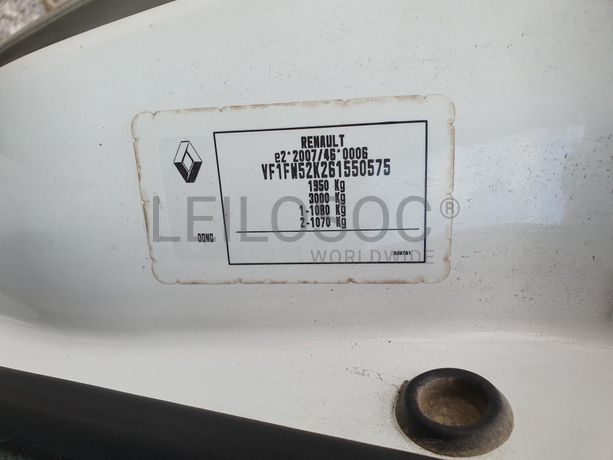 RENAULT
e2*2007/46*0006
VF1FW52K261550575
1950 Kg
3000 Kg
1-1080 Kg
2-1070 Kg
DQNG
559781
LEILOSOC®
WORLDWIDE